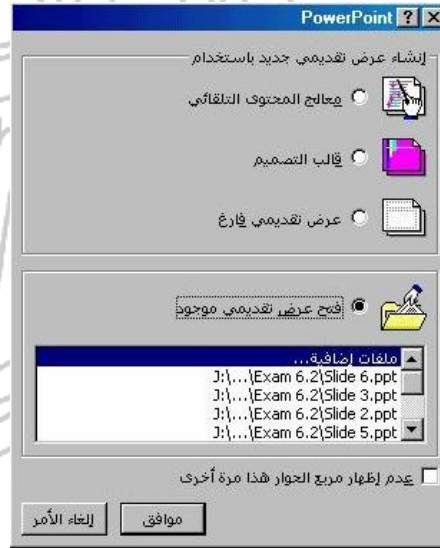 PowerPoint
إنشاء عرض تقديمي جديد باستخدام
معالج المحتوى التلقائي
قالب التصميم
عرض تقديمي فارغ
فتح عرض تقديمي موجود
ملفات إضافية...
J:\...\Exam 6.2\Slide 6.ppt
J:\...\Exam 6.2\Slide 3.ppt
J:\...\Exam 6.2\Slide 2.ppt
J:\...\Exam 6.2\Slide 5.ppt
عدم إظهار مربع الحوار هذا مرة أخرى
موافق
إلغاء الأمر